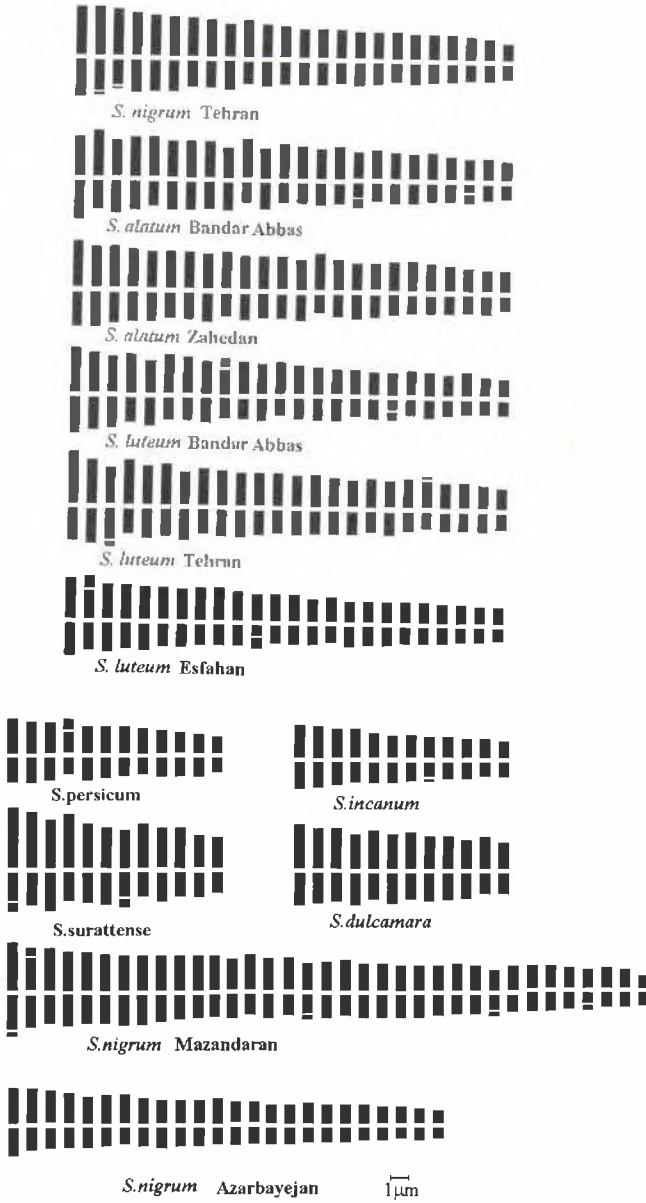 S. nigrum Tehran
S. alatum Bandar Abbas
S. alatum Zahedan
S. luteum Bandar Abbas
S. luteum Tehran
S. luteum Esfahan
S.persicum
S.incanum
S.surattense
S.dulcamara
S.nigrum Mazandaran
S.nigrum Azarbayejan
1µm